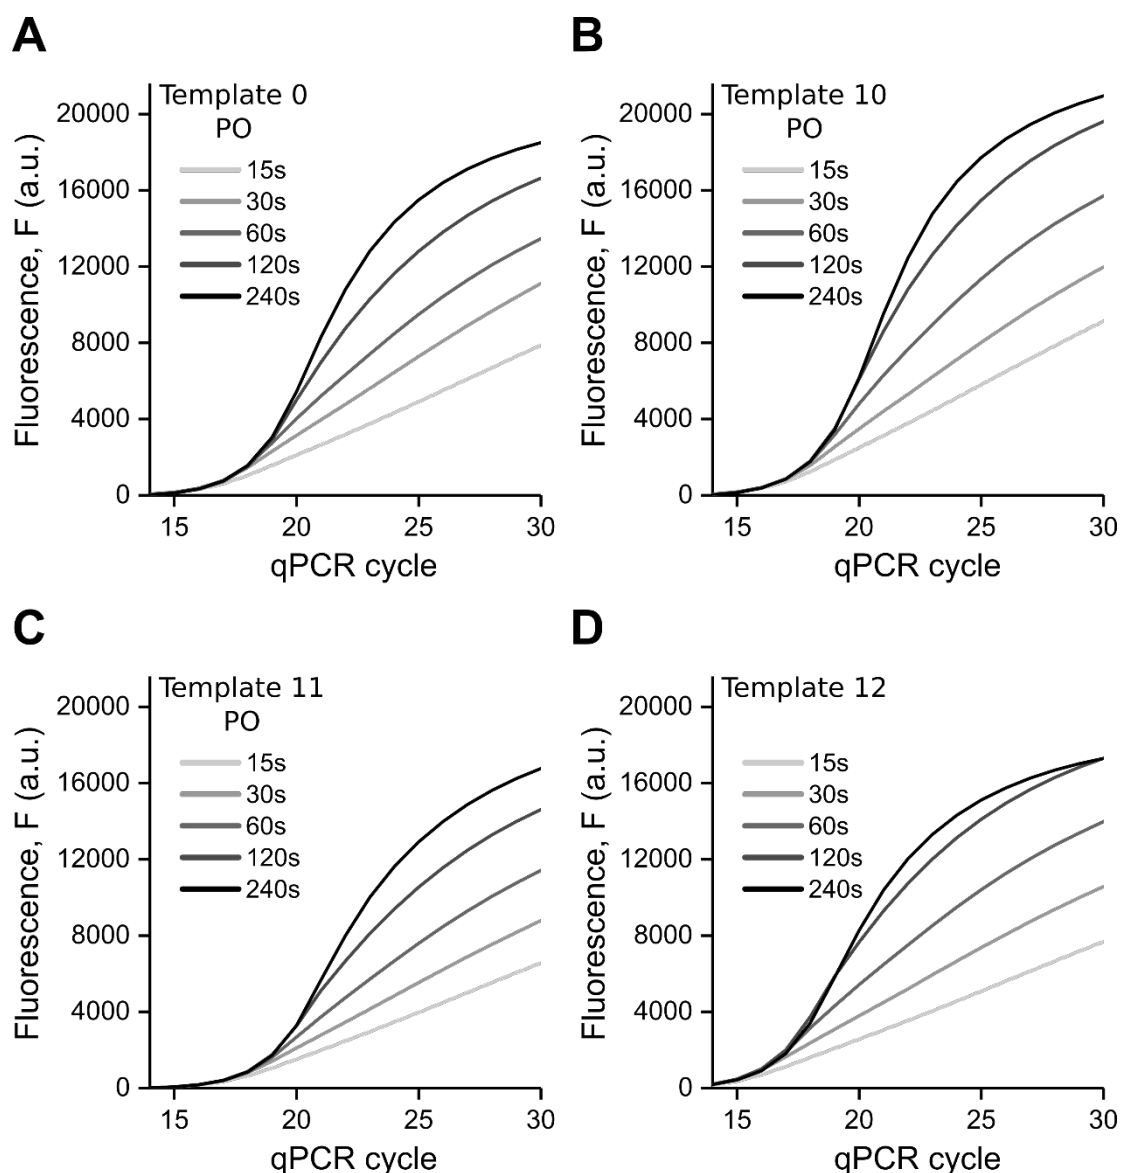 A
Fluorescence, F (a.u.)
20000
16000
12000
8000
4000
0
Template 0
PO
15s
30s
60s
120s
240s
15 20 25 30
qPCR cycle
B
Fluorescence, F (a.u.)
20000
16000
12000
8000
4000
0
Template 10
PO
15s
30s
60s
120s
240s
15 20 25 30
qPCR cycle
C
Fluorescence, F (a.u.)
20000
16000
12000
8000
4000
0
Template 11
PO
15s
30s
60s
120s
240s
15 20 25 30
qPCR cycle
D
Fluorescence, F (a.u.)
20000
16000
12000
8000
4000
0
Template 12
15s
30s
60s
120s
240s
15 20 25 30
qPCR cycle